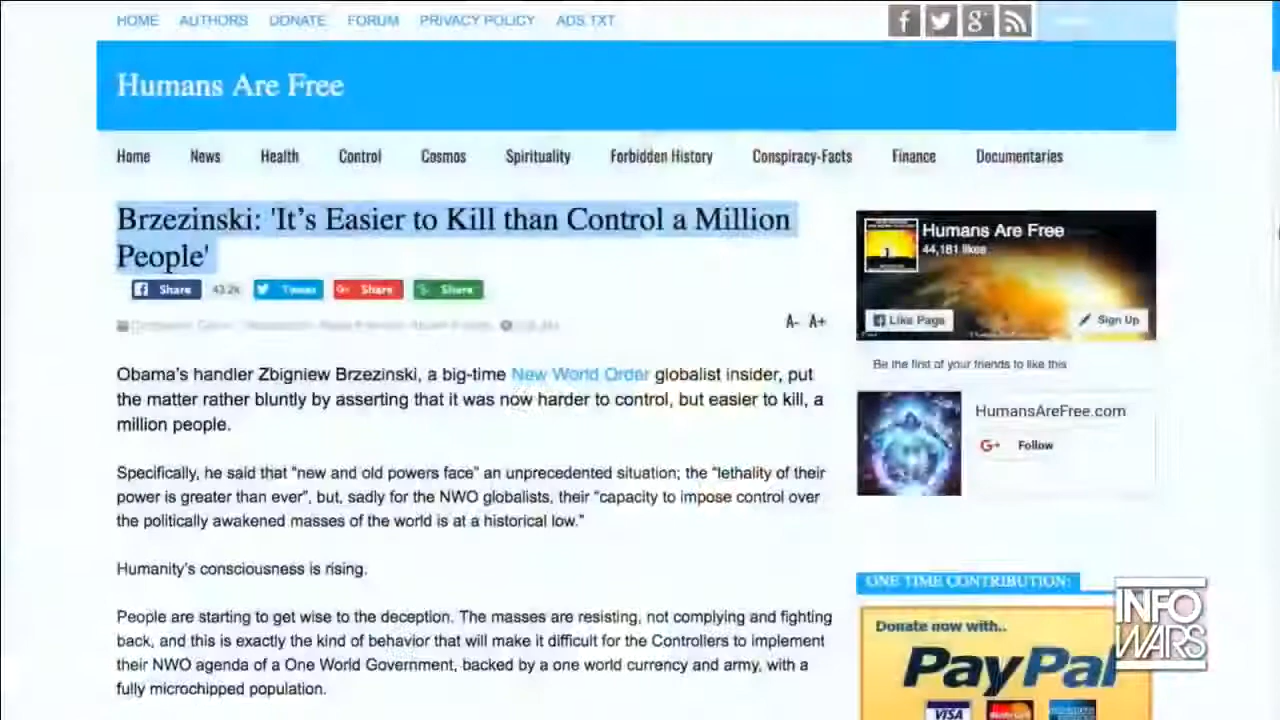 HOME AUTHORS DONATE FORUM PRIVACY POLICY ADS TXT
Humans Are Free
Home News Health Control Cosmos Spirituality Forbidden History Conspiracy-Facts Finance Documentaries
Brzezinski: 'It's Easier to Kill than Control a Million
People'
Share 43.2k Tweet Share Share
A- A+
Obama's handler Zbigniew Brzezinski, a big-time New World Order globalist insider, put
the matter rather bluntly by asserting that it was now harder to control, but easier to kill, a
million people.
Specifically, he said that "new and old powers face" an unprecedented situation; the "lethality of their
power is greater than ever", but, sadly for the NWO globalists, their "capacity to impose control over
the politically awakened masses of the world is at a historical low."
Humanity's consciousness is rising.
People are starting to get wise to the deception. The masses are resisting, not complying and fighting
back, and this is exactly the kind of behavior that will make it difficult for the Controllers to implement
their NWO agenda of a One World Government, backed by a one world currency and army, with a
fully microchipped population.
Humans Are Free
44,181 likes
Like Page Sign Up
Be the first of your friends to like this
HumansAreFree.com
G+ Follow
ONE TIME CONTRIBUTION:
Donate now with..
PayPal
VISA
INFO
WARS